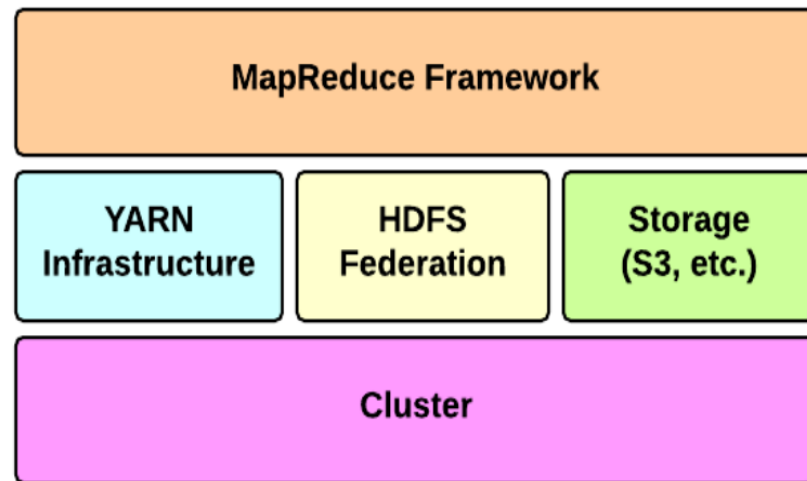 MapReduce Framework
YARN
Infrastructure
HDFS
Federation
Storage
(S3, etc.)
Cluster